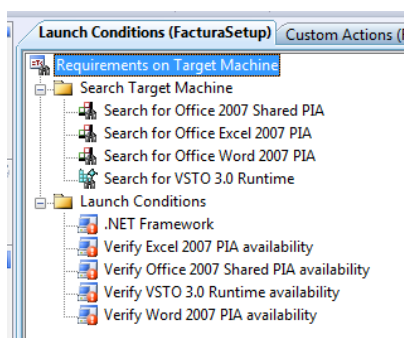 Launch Conditions (FacturaSetup) Custom Actions (
Requirements on Target Machine
Search Target Machine
Search for Office 2007 Shared PIA
Search for Office Excel 2007 PIA
Search for Office Word 2007 PIA
Search for VSTO 3.0 Runtime
Launch Conditions
.NET Framework
Verify Excel 2007 PIA availability
Verify Office 2007 Shared PIA availability
Verify VSTO 3.0 Runtime availability
Verify Word 2007 PIA availability